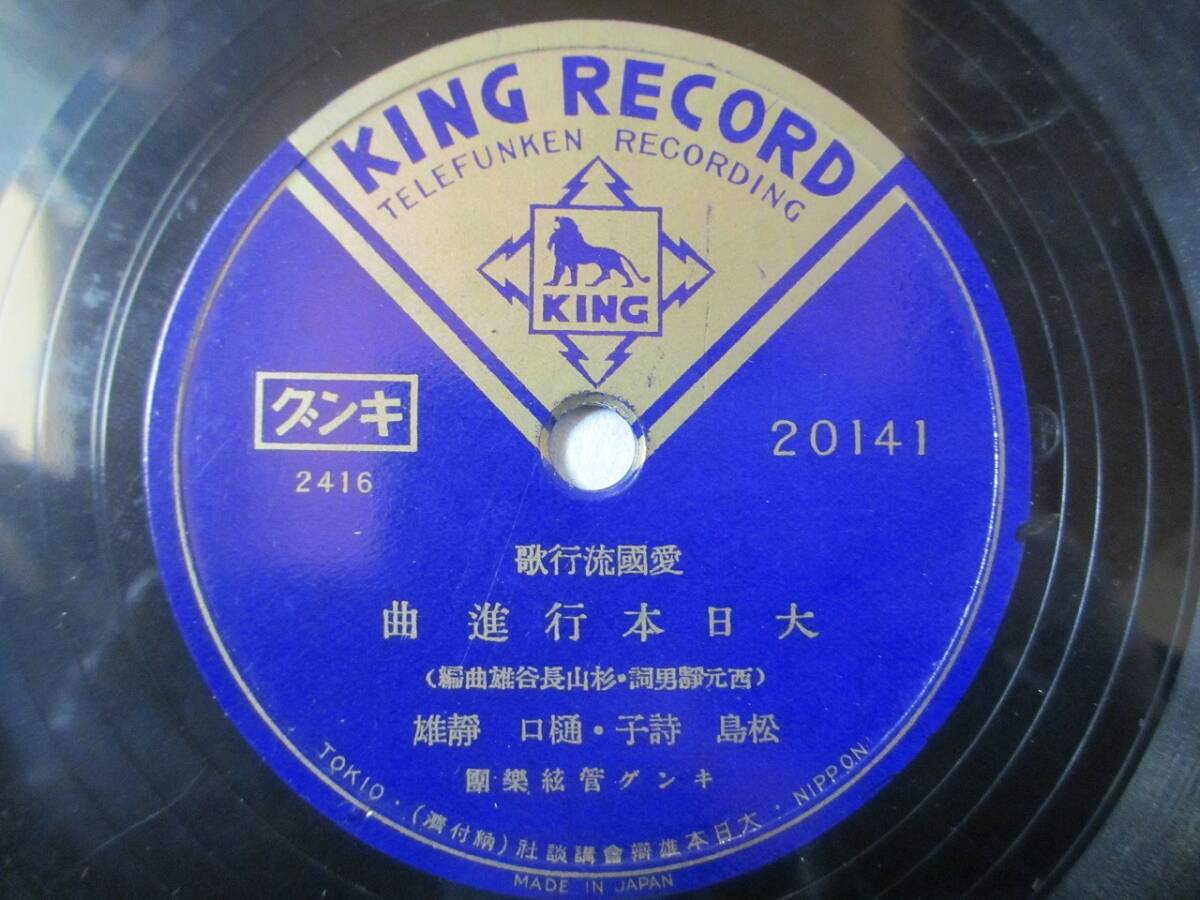 KING RECORD
TELEFUNKEN RECORDING
KING
キング
2416
20141
愛國流行歌
大日本行進曲
(西元靜男詞・杉山長谷雄曲編)
松島 詩子・樋口 靜雄
キング管絃樂團
TOKIO・大日本雄辯會講談社(納付濟)・NIPPON
MADE IN JAPAN